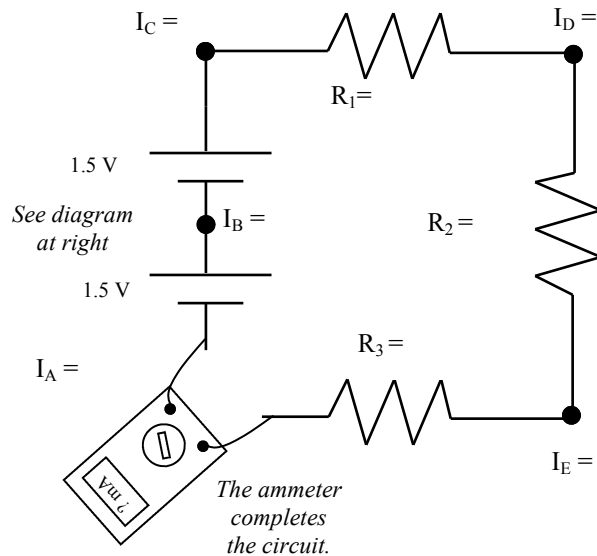 I_C =
I_D =
R_1=
1.5 V
See diagram
at right
I_B =
R_2=
1.5 V
R_3 =
I_A =
I_E =
? mA
The ammeter
completes
the circuit.